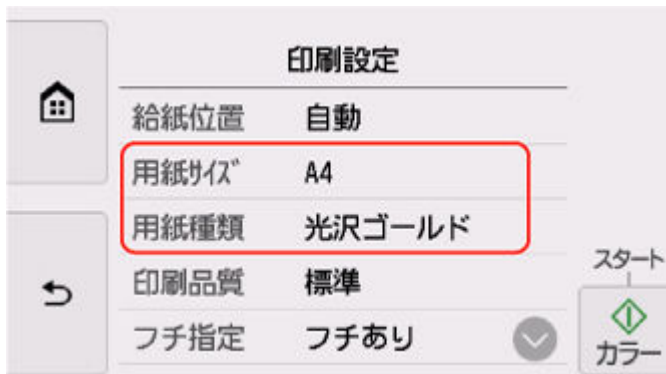 印刷設定
給紙位置 自動
用紙サイズ A4
用紙種類 光沢ゴールド
印刷品質 標準
フチ指定 フチあり
スタート
カラー